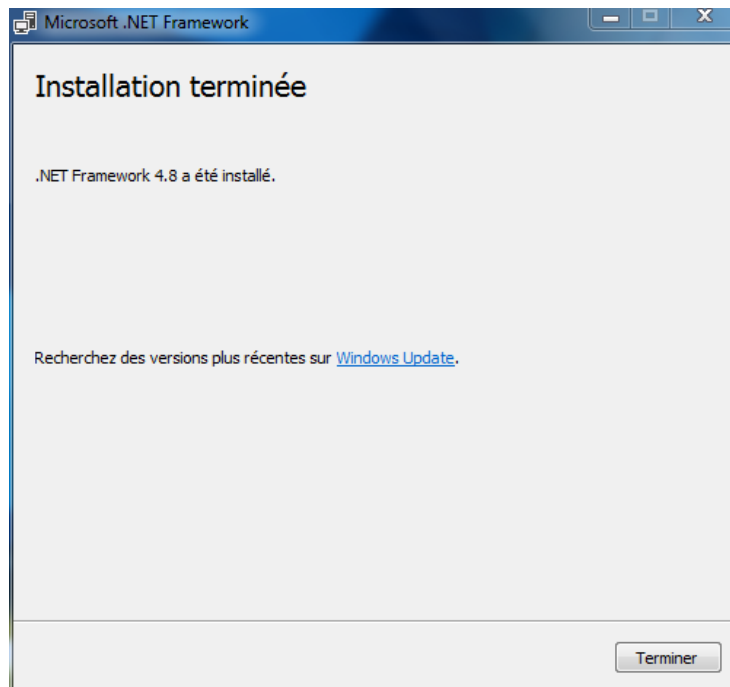 Microsoft .NET Framework
Installation terminée
.NET Framework 4.8 a été installé.
Recherchez des versions plus récentes sur Windows Update.
Terminer